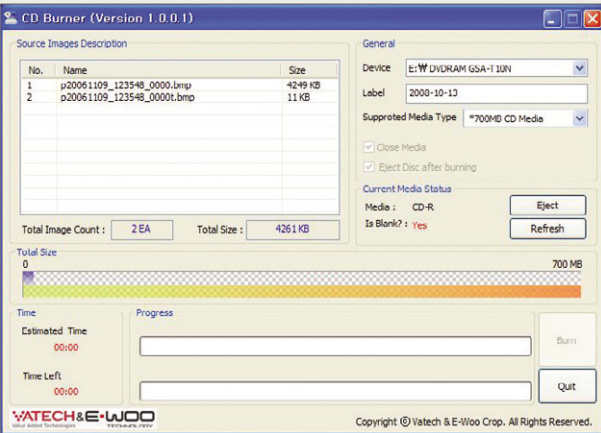 CD Burner (Version 1.0.0.1)
Source Images Description
No. Name Size
1 p20061109_123548_0000.bmp 4249 KB
2 p20061109_123548_0000t.bmp 11 KB
Total Image Count : 2 EA Total Size : 4261 KB
General
Device E:₩ DVDRAM GSA-T10N
Label 2008-10-13
Supproted Media Type *700MB CD Media
Close Media
Eject Disc after burning
Current Media Status
Media : CD-R
Is Blank? : Yes
Eject
Refresh
Total Size
0 700 MB
Time
Estimated Time
00:00
Time Left
00:00
Progress
Burn
Quit
VATECH&E-WOO
Value Added Technologies TECHNOLOGY
Copyright ⓒ Vatech & E-Woo Crop. All Rights Reserved.